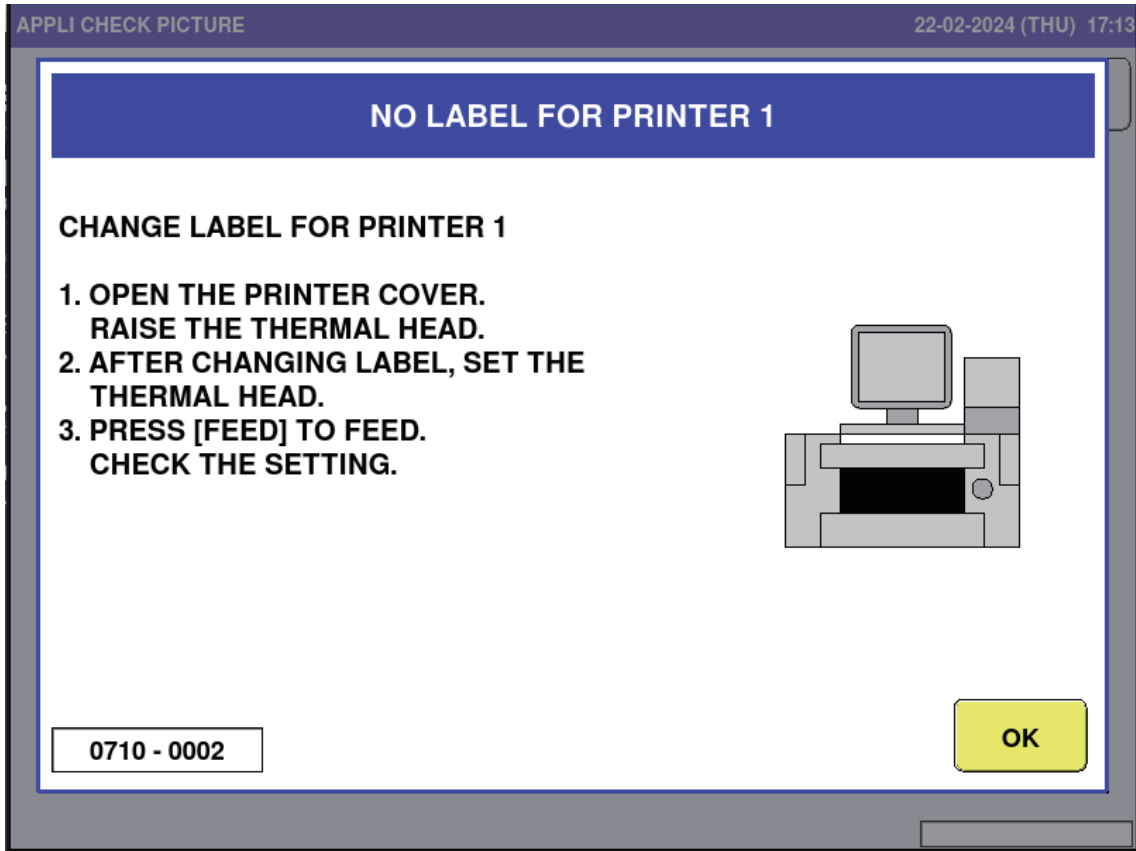 APPLI CHECK PICTURE
22-02-2024 (THU) 17:13
NO LABEL FOR PRINTER 1
CHANGE LABEL FOR PRINTER 1
1. OPEN THE PRINTER COVER.
RAISE THE THERMAL HEAD.
2. AFTER CHANGING LABEL, SET THE
THERMAL HEAD.
3. PRESS [FEED] TO FEED.
CHECK THE SETTING.
0710 - 0002
OK